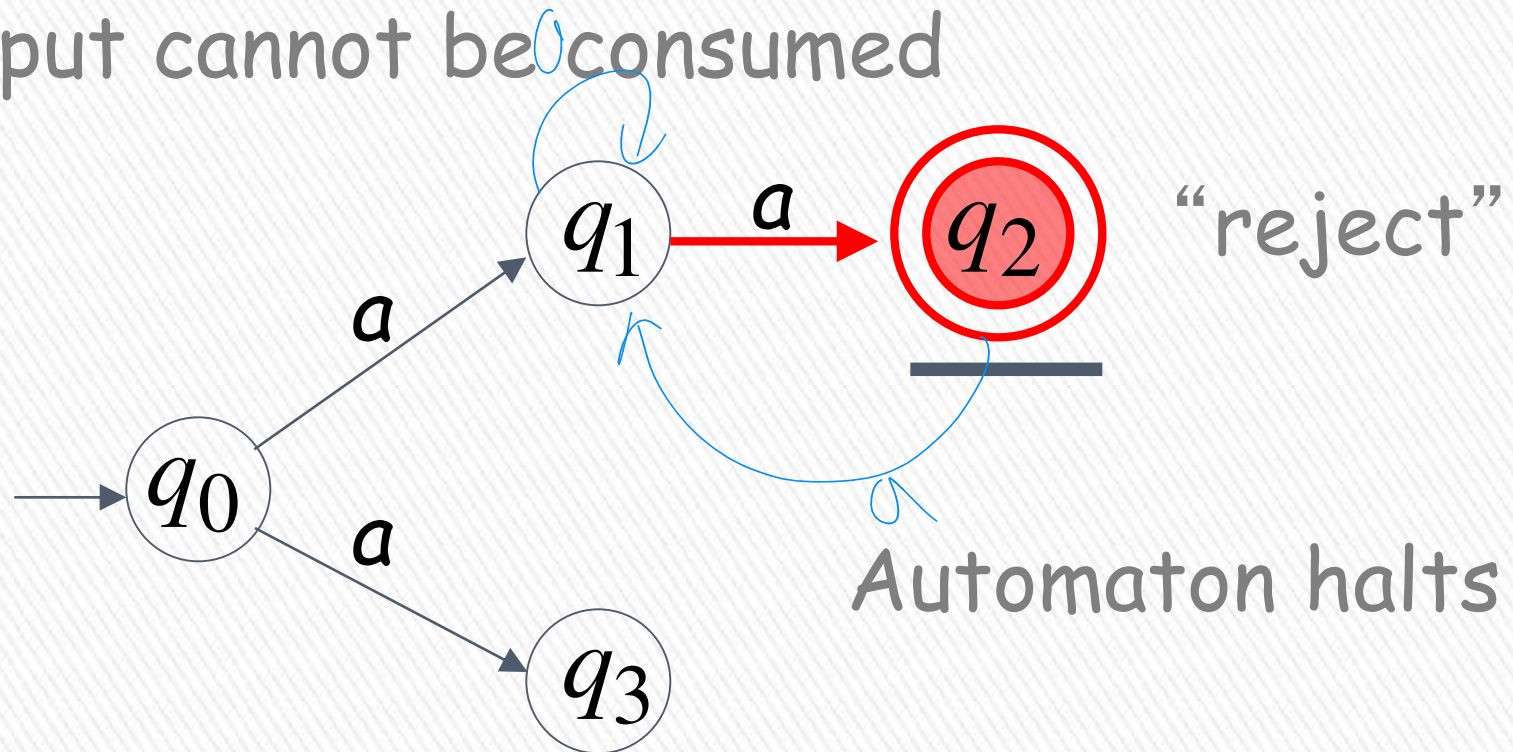 put cannot be consumed
a
q1 a q2 “reject”
a
q0
a
a
Automaton halts
q3